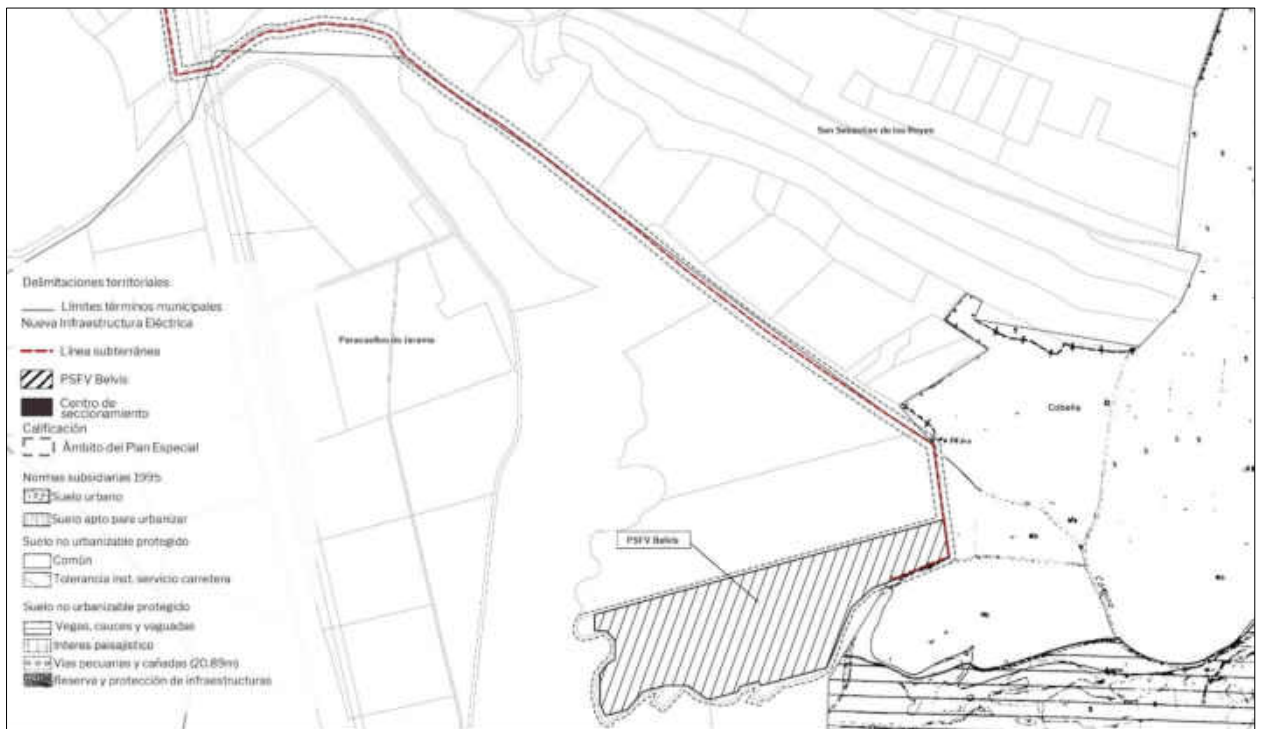 San Sebastián de los Reyes
Delimitaciones territoriales
Límites términos municipales
Nueva Infraestructura Eléctrica
Línea subterránea
PSFV Belvis
Centro de
seccionamiento
Calificación
Ámbito del Plan Especial
Normas subsidiarias 1995
Suelo urbano
Suelo apto para urbanizar
Suelo no urbanizable protegido
Común
Tolerancia inst. servicio carretera
Suelo no urbanizable protegido
Vegas, cauces y vaguadas
Interes paisajístico
Vías pecuarias y cañadas (20.89m)
Reserva y protección de infraestructuras
Paracuellos de Jarama
Cobeña
PSFV Belvis